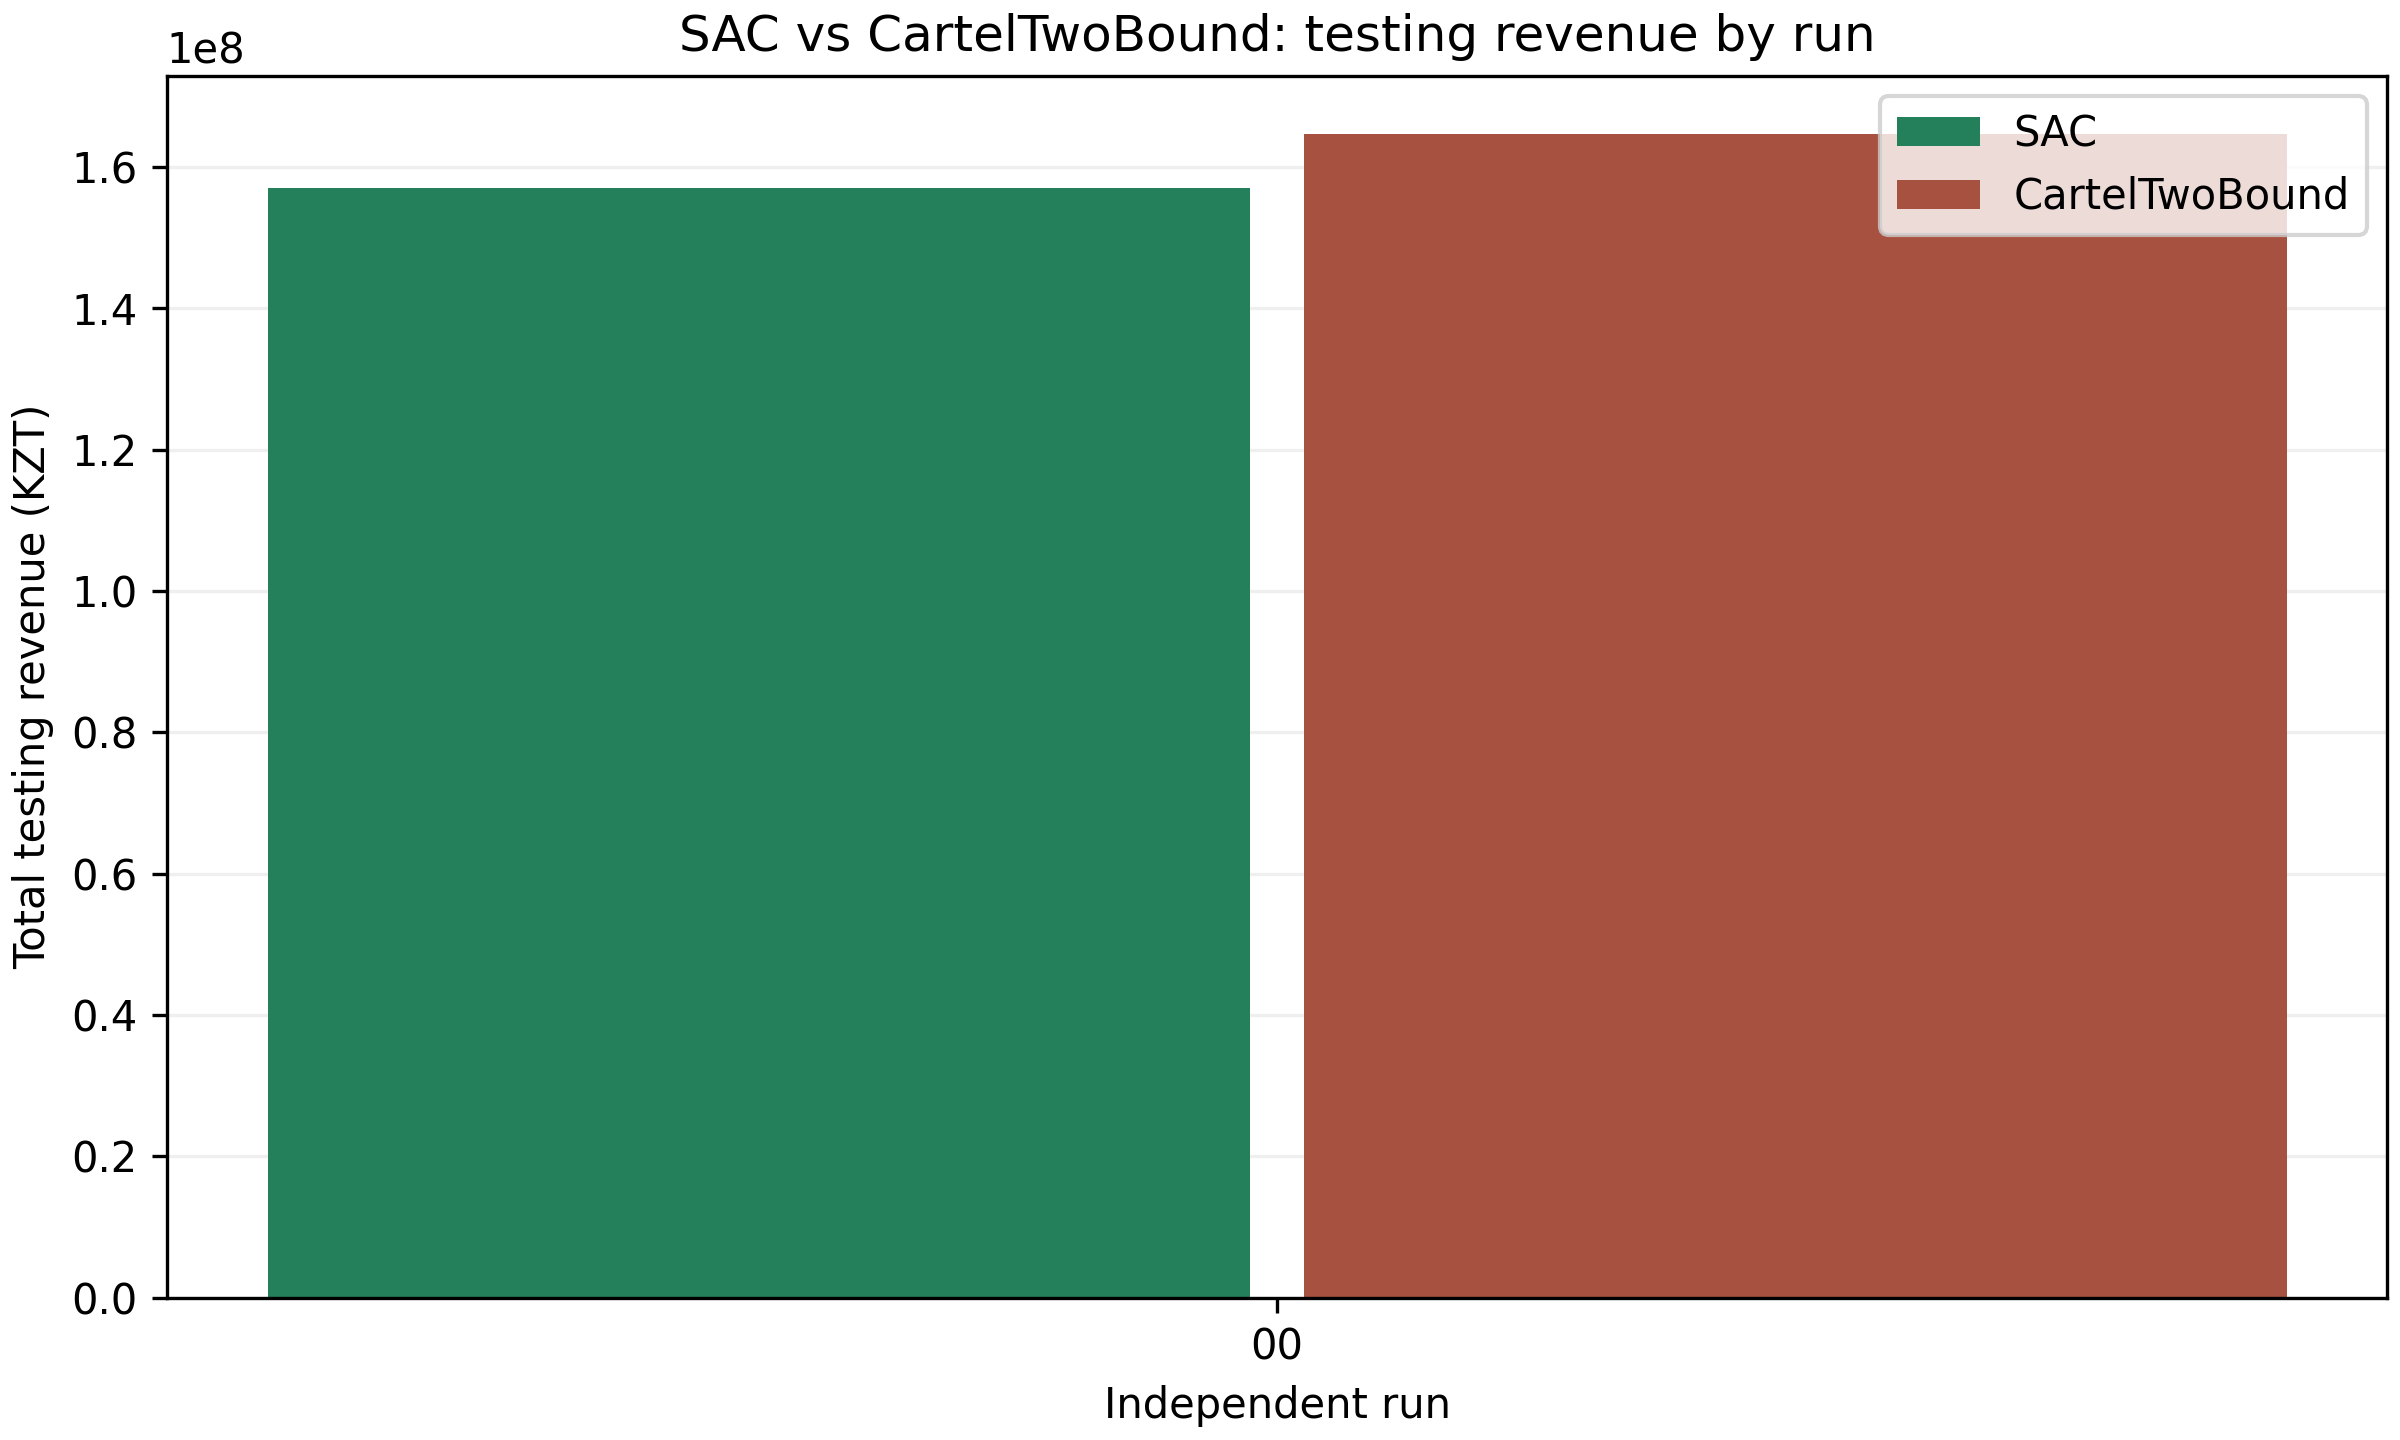 SAC vs CartelTwoBound: testing revenue by run
1e8
SAC
CartelTwoBound
1.6
1.4
1.2
1.0
0.8
0.6
0.4
0.2
0.0
Total testing revenue (KZT)
00
Independent run